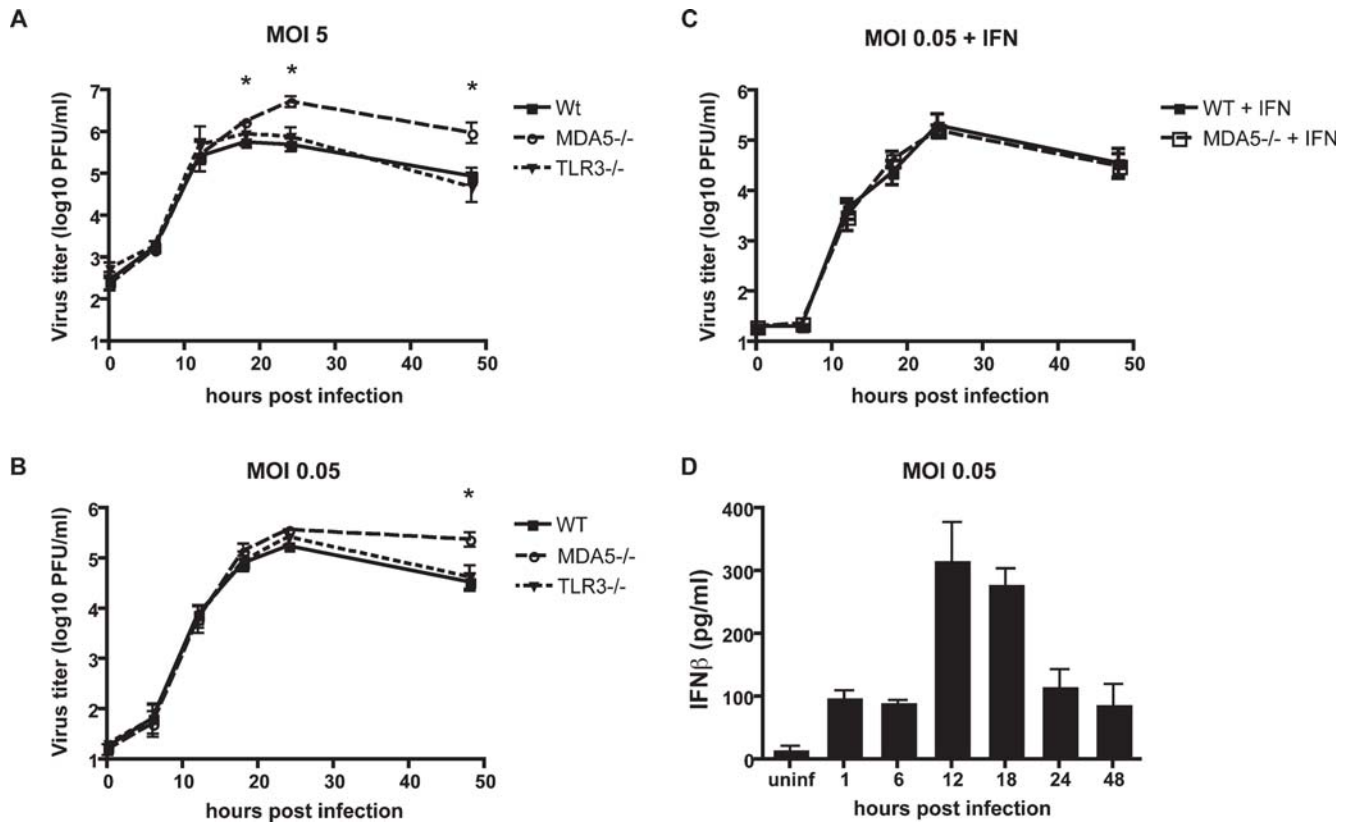 A
MOI 5
* * *
Virus titer (log10 PFU/ml)
7
6
5
4
3
2
1
0 10 20 30 40 50
hours post infection
Wt
MDA5-/-
TLR3-/-
B
MOI 0.05
*
Virus titer (log10 PFU/ml)
6
5
4
3
2
1
0 10 20 30 40 50
hours post infection
WT
MDA5-/-
TLR3-/-
C
MOI 0.05 + IFN
Virus titer (log10 PFU/ml)
6
5
4
3
2
1
0 10 20 30 40 50
hours post infection
WT + IFN
MDA5-/- + IFN
D
MOI 0.05
IFNβ (pg/ml)
400
300
200
100
0
uninf 1 6 12 18 24 48
hours post infection